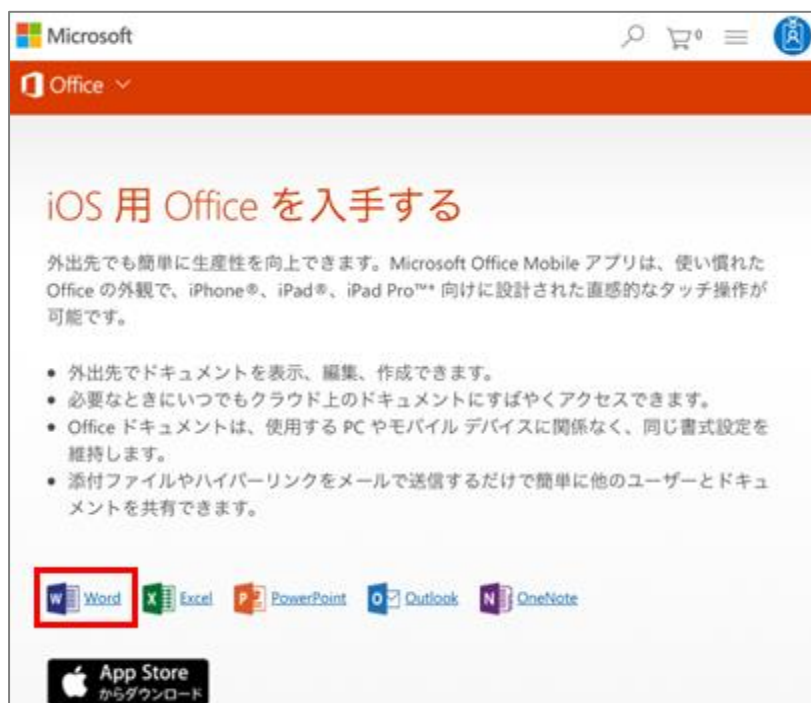 Microsoft
0
Office
iOS 用 Office を入手する
外出先でも簡単に生産性を向上できます。Microsoft Office Mobile アプリは、使い慣れた
Office の外観で、iPhone®、iPad®、iPad Pro™* 向けに設計された直感的なタッチ操作が
可能です。
• 外出先でドキュメントを表示、編集、作成できます。
• 必要なときにいつでもクラウド上のドキュメントにすばやくアクセスできます。
• Office ドキュメントは、使用する PC やモバイル デバイスに関係なく、同じ書式設定を
維持します。
• 添付ファイルやハイパーリンクをメールで送信するだけで簡単に他のユーザーとドキュ
メントを共有できます。
Word Excel PowerPoint Outlook OneNote
App Store
からダウンロード